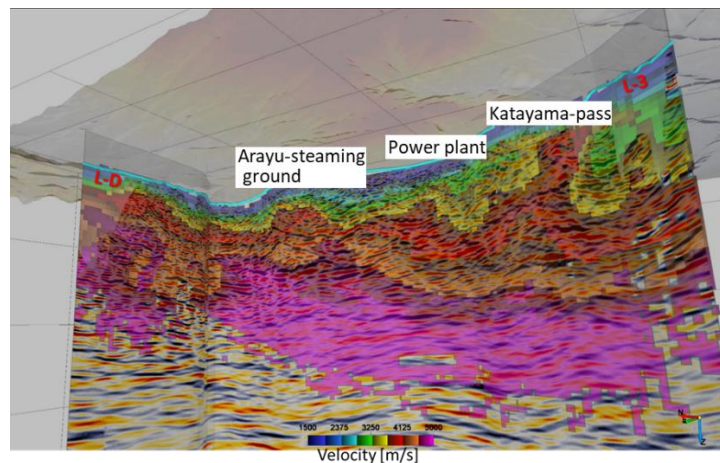 Katayama-pass
L-3
Power plant
Arayu-steaming
ground
L-D
1500 2375 3250 4125 5000
Velocity [m/s]
N
Z